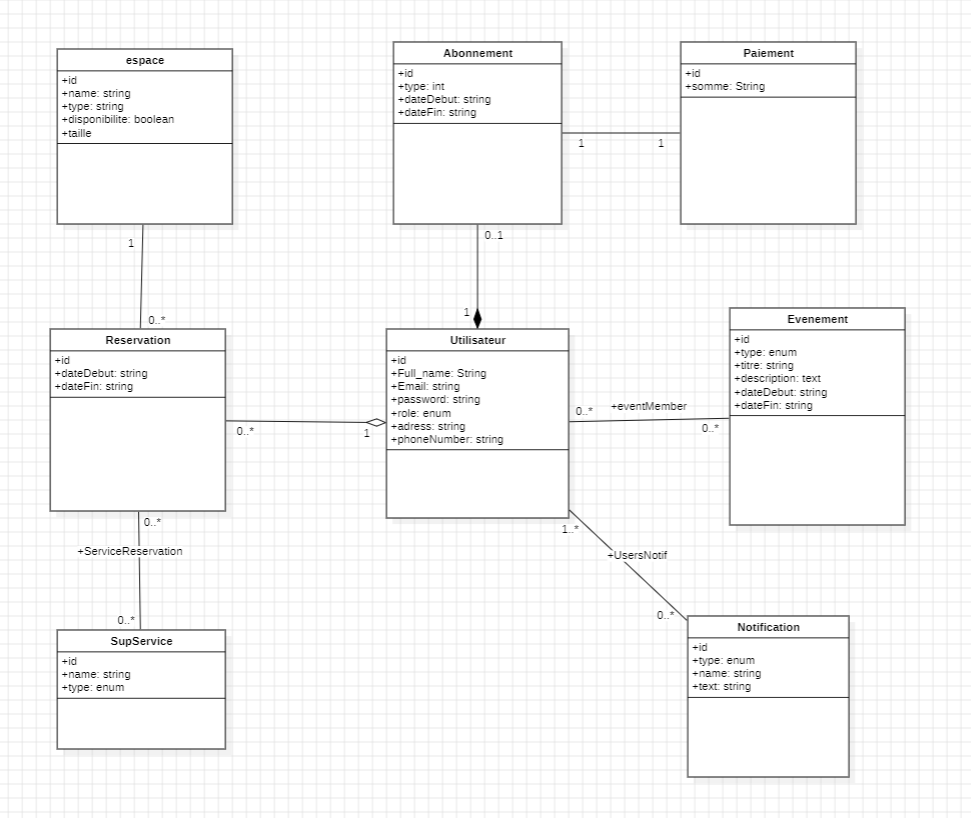 espace
+id
+name: string
+type: string
+disponibilite: boolean
+taille
Abonnement
+id
+type: int
+dateDebut: string
+dateFin: string
Paiement
+id
+somme: String
1
1
1
0..*
0..1
1
Reservation
+id
+dateDebut: string
+dateFin: string
Utilisateur
+id
+Full_name: String
+Email: string
+password: string
+role: enum
+adress: string
+phoneNumber: string
Evenement
+id
+type: enum
+titre: string
+description: text
+dateDebut: string
+dateFin: string
0..*
1
0..*
+eventMember
0..*
0..*
+ServiceReservation
0..*
1..*
+UsersNotif
0..*
SupService
+id
+name: string
+type: enum
Notification
+id
+type: enum
+name: string
+text: string